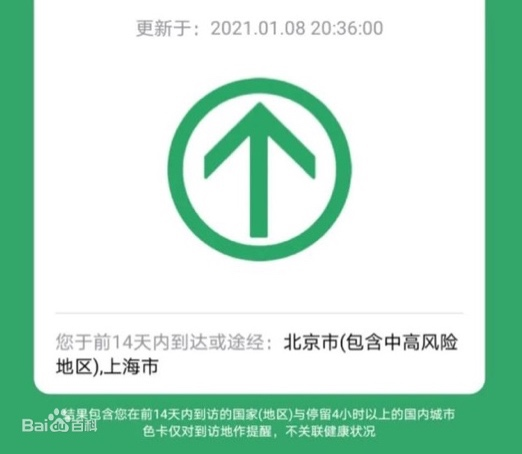 更新于：2021.01.08 20:36:00
您于前14天内到达或途经：北京市(包含中高风险
地区),上海市
结果包含您在前14天内到访的国家(地区)与停留4小时以上的国内城市
色卡仅对到访地作提醒，不关联健康状况
Bai百科